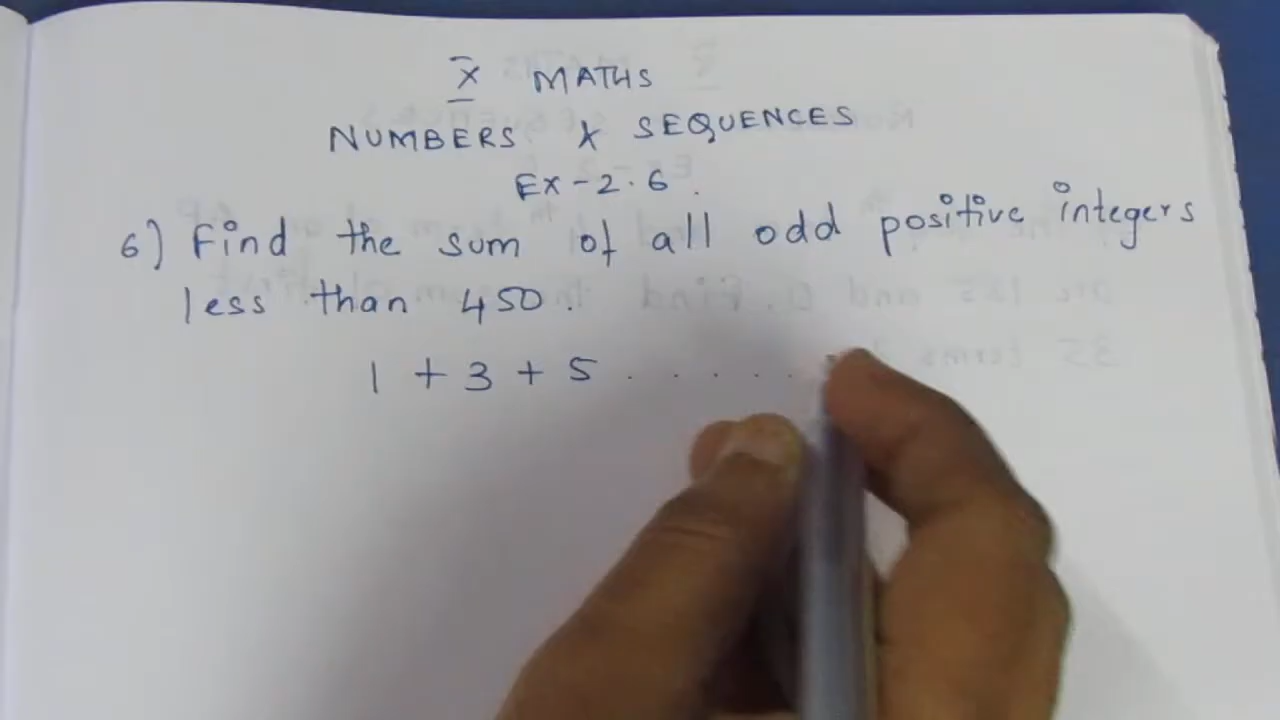 X MATHS
NUMBERS & SEQUENCES
Ex-2.6.
6) Find the sum of all odd positive integers
less than 450.
1 + 3 + 5 . . . . .